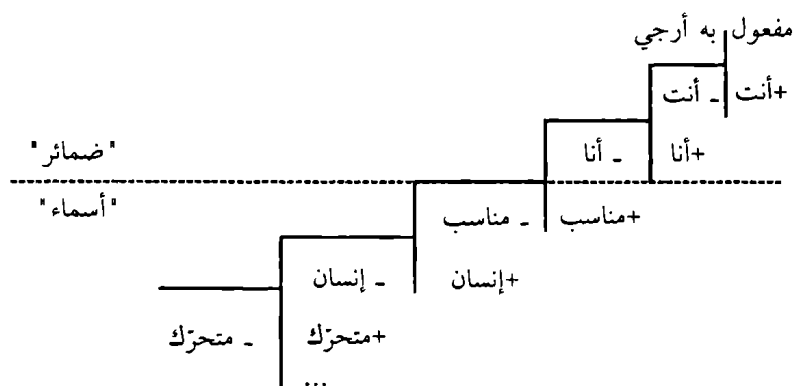 مفعول به أرجي
+أنت
- أنت
+أنا
- أنا
"ضمائر"
"أسماء"
+مناسب
- مناسب
+إنسان
- إنسان
+متحرّك
- متحرّك
...